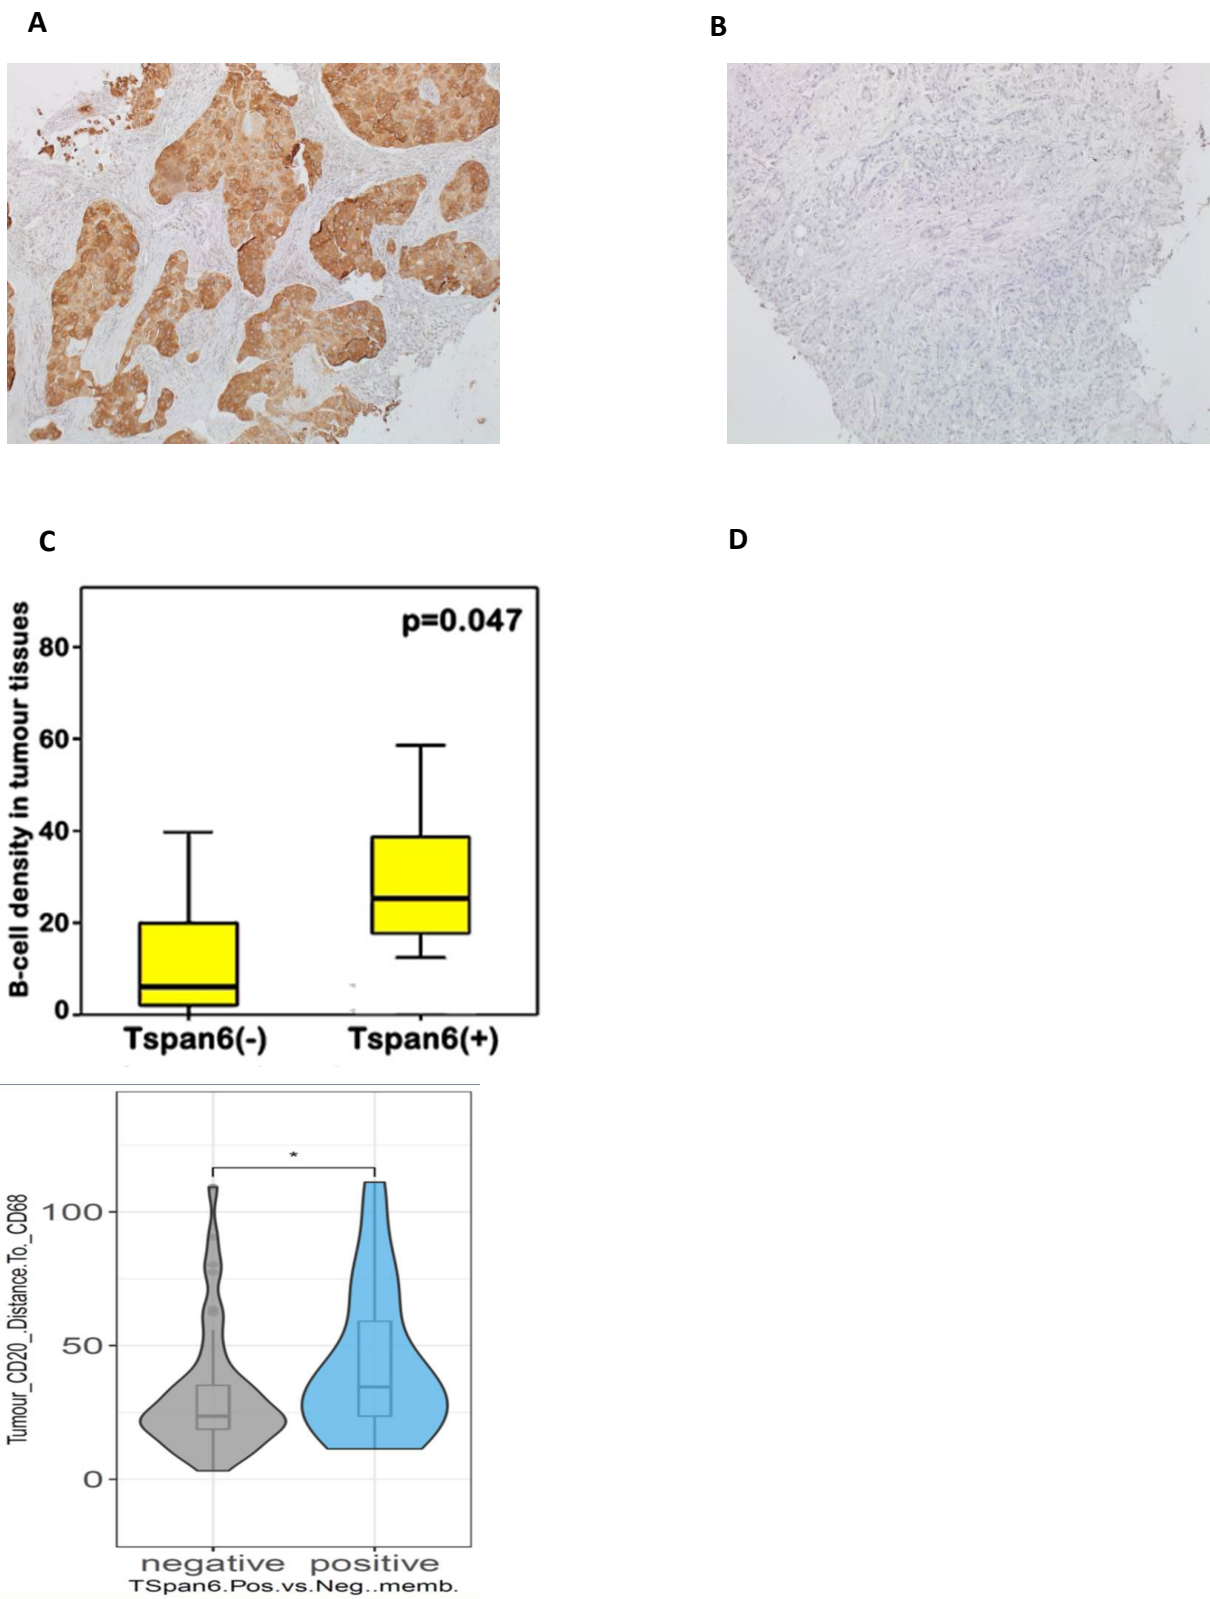 A
B
C
D
B-cell density in tumour tissues
p=0.047
80
60
40
20
0
Tspan6(-) Tspan6(+)
Tumour_CD20_.Distance.To._CD68
*
100
50
0
negative positive
TSpan6.Pos.vs.Neg..memb.